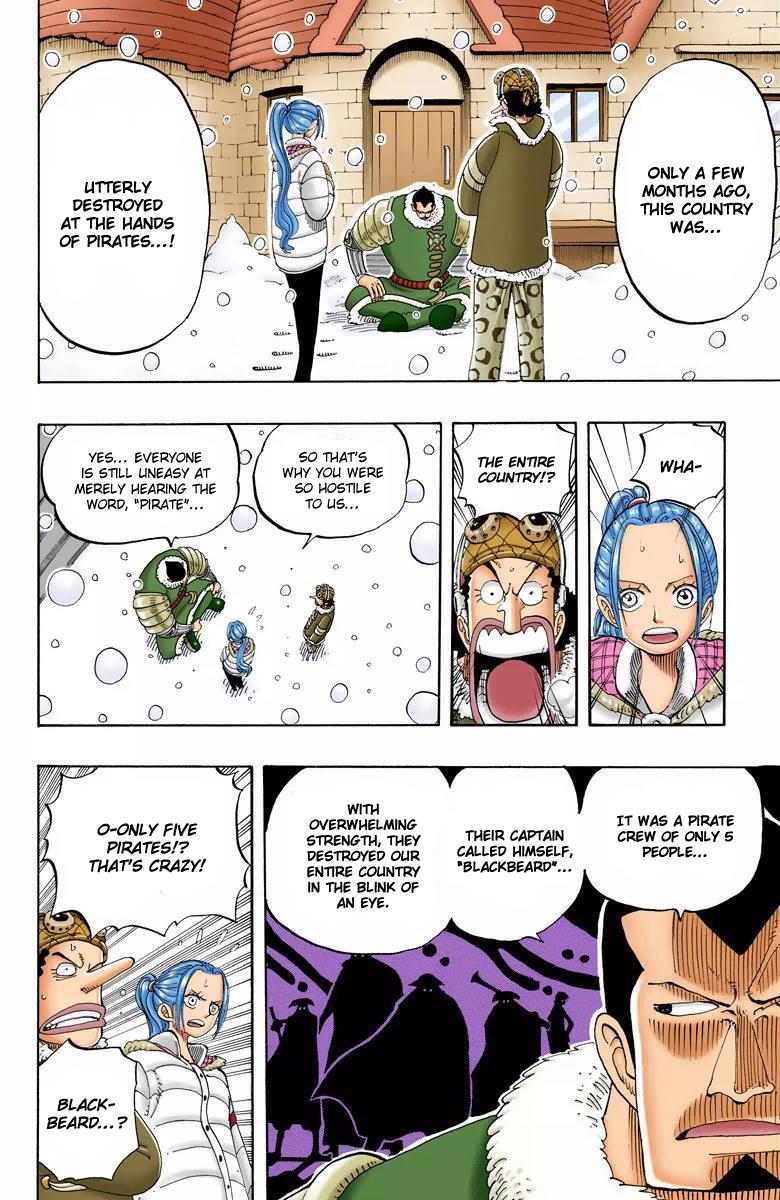 ONLY A FEW
MONTHS AGO,
THIS COUNTRY
WAS...
UTTERLY
DESTROYED
AT THE HANDS
OF PIRATES...!
WHA-
THE ENTIRE
COUNTRY!?
SO THAT'S
WHY YOU WERE
SO HOSTILE
TO US...
YES... EVERYONE
IS STILL UNEASY AT
MERELY HEARING THE
WORD, "PIRATE"...
IT WAS A PIRATE
CREW OF ONLY 5
PEOPLE...
THEIR CAPTAIN
CALLED HIMSELF,
"BLACKBEARD"...
WITH
OVERWHELMING
STRENGTH, THEY
DESTROYED OUR
ENTIRE COUNTRY
IN THE BLINK OF
AN EYE.
O-ONLY FIVE
PIRATES!?
THAT'S CRAZY!
BLACK-
BEARD...?